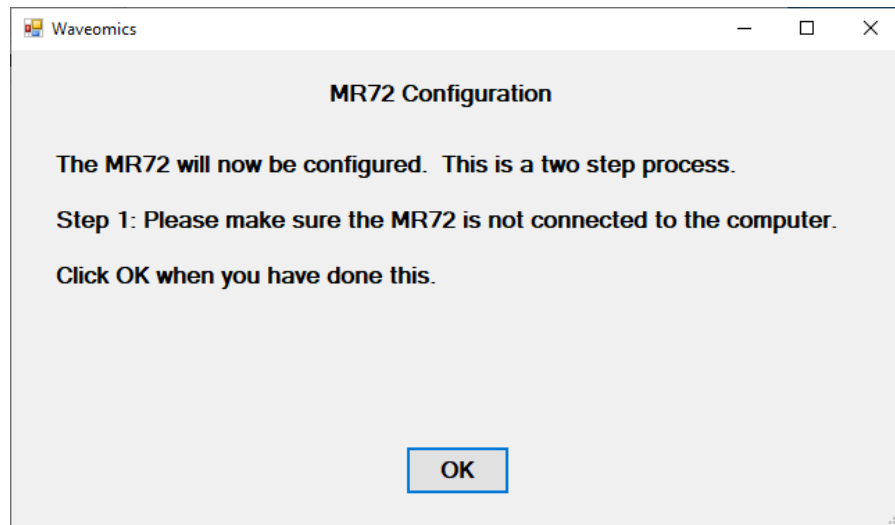 Waveomics
MR72 Configuration
The MR72 will now be configured.  This is a two step process.
Step 1: Please make sure the MR72 is not connected to the computer.
Click OK when you have done this.
OK